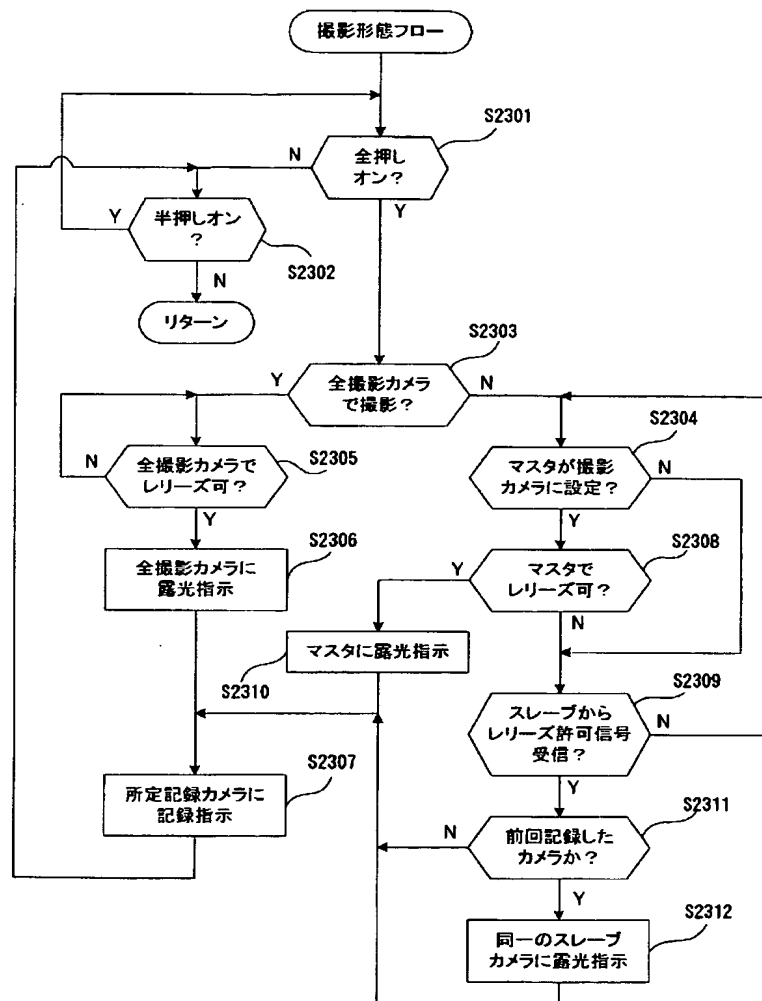 撮影形態フロー
S2301
全押し
オン?
N
Y
半押しオン
?
Y
S2302
N
リターン
S2303
全撮影カメラ
で撮影?
Y
N
S2304
マスタが撮影
カメラに設定?
N
Y
S2305
全撮影カメラで
レリーズ可?
N
Y
S2306
全撮影カメラに
露光指示
S2308
マスタで
レリーズ可?
Y
N
マスタに露光指示
S2310
S2309
スレーブから
レリーズ許可信号
受信?
N
Y
S2307
所定記録カメラに
記録指示
S2311
前回記録した
カメラか?
N
Y
S2312
同一のスレーブ
カメラに露光指示